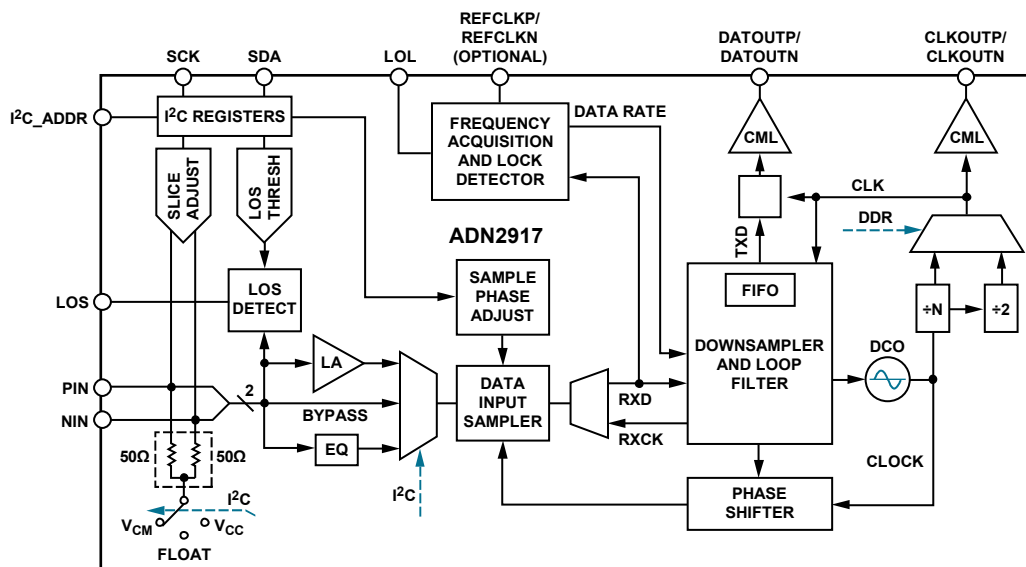 REFCLKP/
REFCLKN
(OPTIONAL)
DATOUTP/
DATOUTN
CLKOUTP/
CLKOUTN
SCK
SDA
LOL
I²C_ADDR
I²C REGISTERS
DATA RATE
FREQUENCY
ACQUISITION
AND LOCK
DETECTOR
CML
CML
SLICE
ADJUST
LOS
THRESH
CLK
DDR
TXD
ADN2917
LOS
LOS
DETECT
SAMPLE
PHASE
ADJUST
FIFO
÷N
÷2
DOWNSAMPLER
AND LOOP
FILTER
DCO
LA
PIN
NIN
2
BYPASS
DATA
INPUT
SAMPLER
RXD
RXCK
EQ
50Ω
50Ω
I²C
I²C
CLOCK
PHASE
SHIFTER
VCM
VCC
FLOAT